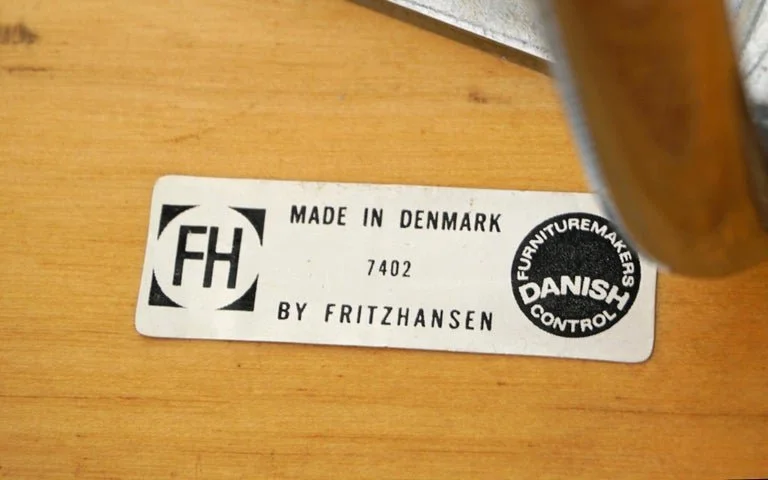 FH
MADE IN DENMARK
7402
BY FRITZHANSEN
FURNITUREMAKERS
DANISH
CONTROL